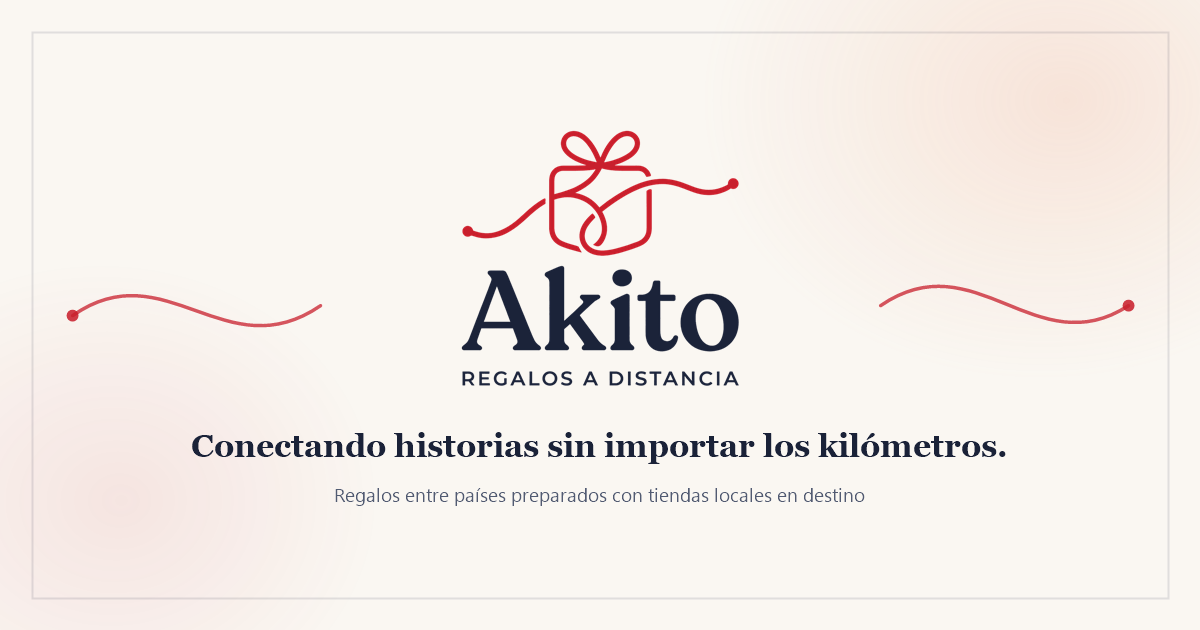 Akito
REGALOS A DISTANCIA
Conectando historias sin importar los kilómetros.
Regalos entre países preparados con tiendas locales en destino